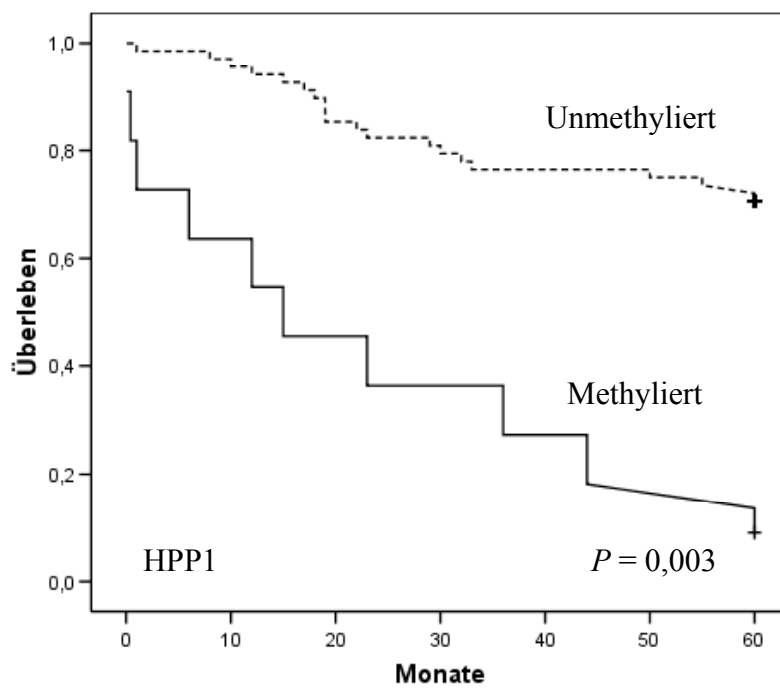 1,0
0,8
0,6
0,4
0,2
0,0
Überleben
Unmethyliert
Methyliert
HPP1 P = 0,003
0 10 20 30 40 50 60
Monate